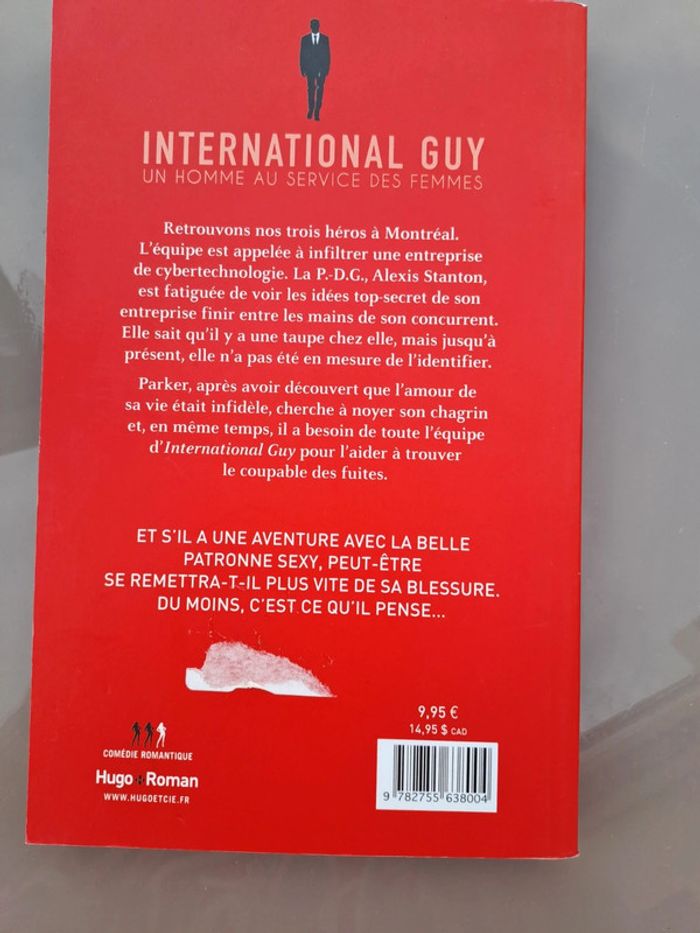 INTERNATIONAL GUY
UN HOMME AU SERVICE DES FEMMES
Retrouvons nos trois héros à Montréal.
L'équipe est appelée à infiltrer une entreprise
de cybertechnologie. La P.-D.G., Alexis Stanton,
est fatiguée de voir les idées top-secret de son
entreprise finir entre les mains de son concurrent.
Elle sait qu'il y a une taupe chez elle, mais jusqu'à
présent, elle n'a pas été en mesure de l'identifier.
Parker, après avoir découvert que l'amour de
sa vie était infidèle, cherche à noyer son chagrin
et, en même temps, il a besoin de toute l'équipe
d'International Guy pour l'aider à trouver
le coupable des fuites.
ET S'IL A UNE AVENTURE AVEC LA BELLE
PATRONNE SEXY, PEUT-ÊTRE
SE REMETTRA-T-IL PLUS VITE DE SA BLESSURE.
DU MOINS, C'EST CE QU'IL PENSE...
9,95 €
14,95 $ CAD
COMÉDIE ROMANTIQUE
Hugo Roman
WWW.HUGOETCIE.FR
9 782755 638004